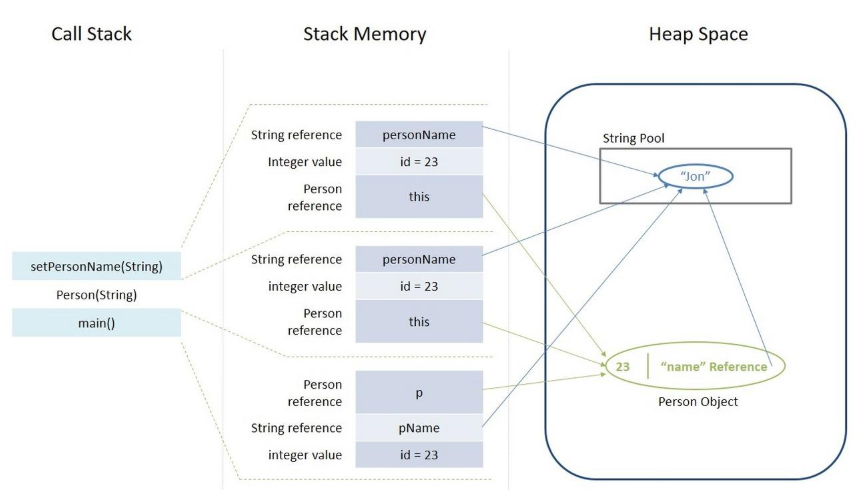 Call Stack
Stack Memory
Heap Space
setPersonName(String)
Person(String)
main()
String reference
personName
Integer value
id = 23
Person
reference
this
String reference
personName
integer value
id = 23
Person
reference
this
Person
reference
p
String reference
pName
integer value
id = 23
String Pool
“Jon”
23
“name” Reference
Person Object